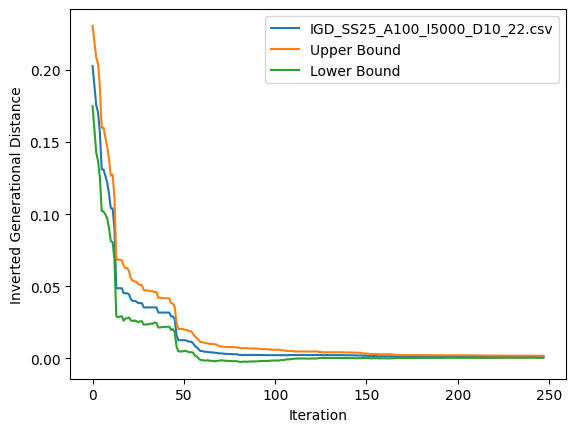 IGD_SS25_A100_I5000_D10_22.csv
Upper Bound
Lower Bound
Inverted Generational Distance
0.20
0.15
0.10
0.05
0.00
0 50 100 150 200 250
Iteration